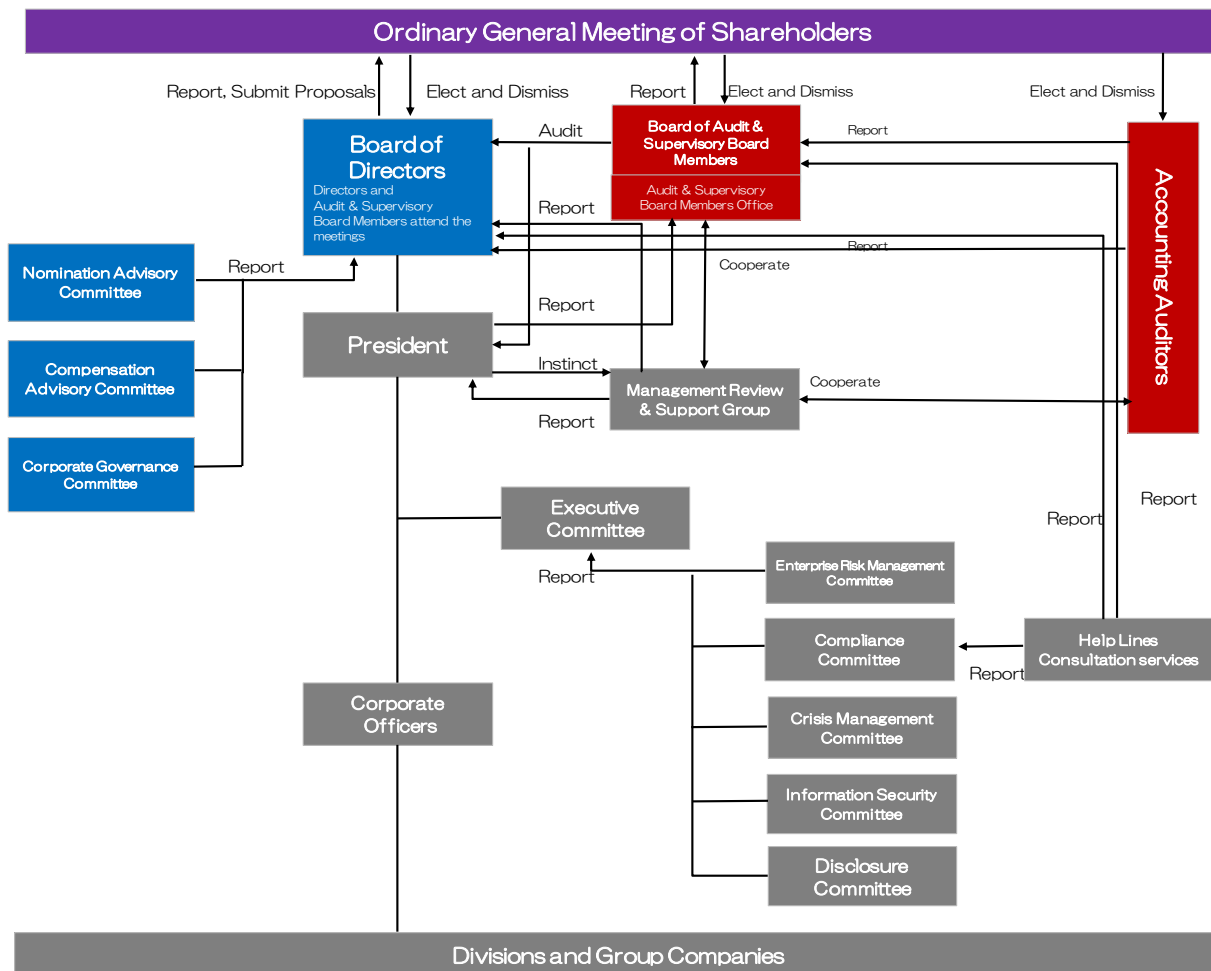 Ordinary General Meeting of Shareholders
Report, Submit Proposals
Elect and Dismiss
Report
Elect and Dismiss
Elect and Dismiss
Board of
Directors
Directors and
Audit & Supervisory
Board Members attend the
meetings
Audit
Board of Audit &
Supervisory Board
Members
Audit & Supervisory
Board Members Office
Report
Accounting Auditors
Report
Report
Cooperate
Nomination Advisory
Committee
Report
Compensation
Advisory Committee
Corporate Governance
Committee
President
Report
Instinct
Report
Management Review
& Support Group
Cooperate
Executive
Committee
Report
Report
Report
Enterprise Risk Management
Committee
Compliance
Committee
Report
Help Lines
Consultation services
Corporate
Officers
Crisis Management
Committee
Information Security
Committee
Disclosure
Committee
Divisions and Group Companies